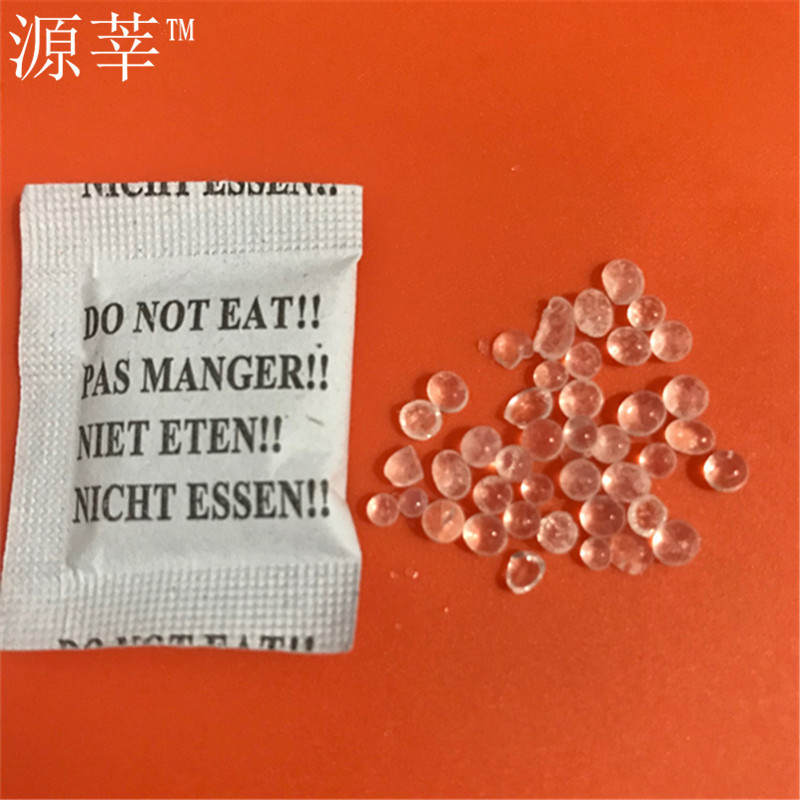 源莘™
NICHT ESSEN!!
DO NOT EAT!!
PAS MANGER!!
NIET ETEN!!
NICHT ESSEN!!
DO NOT EAT!!